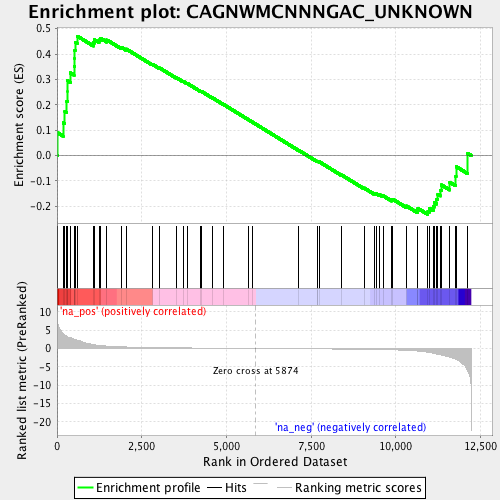 Enrichment plot: CAGNWMCNNNGAC_UNKNOWN
Enrichment score (ES)
0.5
0.4
0.3
0.2
0.1
0.0
-0.1
-0.2
'na_pos' (positively correlated)
Ranked list metric (PreRanked)
10
5
0
-5
-10
-15
-20
Zero cross at 5874
'na_neg' (negatively correlated)
0
2,500
5,000
7,500
10,000
12,500
Rank in Ordered Dataset
Enrichment profile
Hits
Ranking metric scores